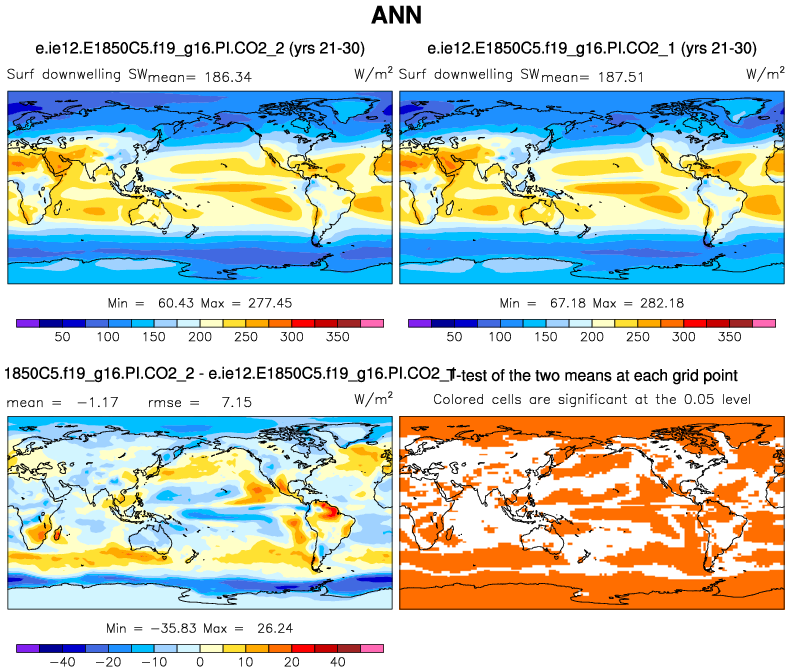 ANN
e.ie12.E1850C5.f19_g16.PI.CO2_2 (yrs 21-30)
e.ie12.E1850C5.f19_g16.PI.CO2_1 (yrs 21-30)
Surf downwelling SW mean= 186.34 W/m²
Surf downwelling SW mean= 187.51 W/m²
Min = 60.43 Max = 277.45
Min = 67.18 Max = 282.18
50 100 150 200 250 300 350
50 100 150 200 250 300 350
1850C5.f19_g16.PI.CO2_2 - e.ie12.E1850C5.f19_g16.PI.CO2_1
T-test of the two means at each grid point
mean = −1.17 rmse = 7.15 W/m²
Colored cells are significant at the 0.05 level
Min = −35.83 Max = 26.24
−40 −20 −10 0 10 20 40